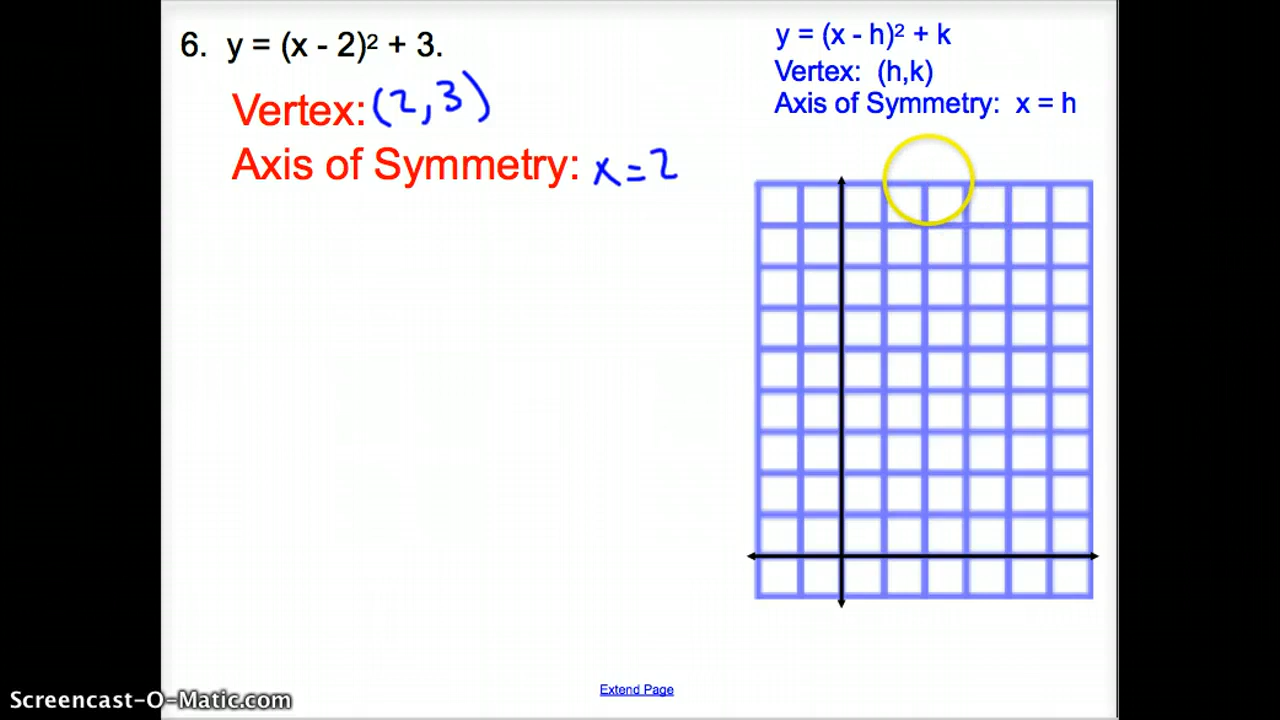 6. y = (x - 2)² + 3.
Vertex: (2,3)
Axis of Symmetry: x = 2
y = (x - h)² + k
Vertex: (h,k)
Axis of Symmetry: x = h
Extend Page
Screencast-O-Matic.com